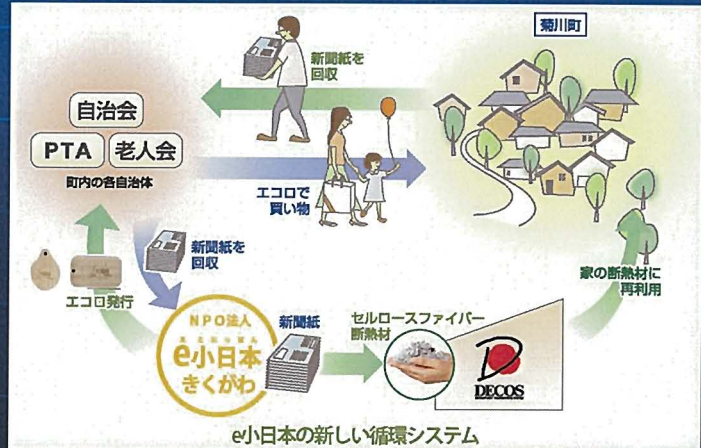 菊川町
新聞紙を
回収
自治会
PTA
老人会
町内の各自治体
エコロで
買い物
新聞紙を
回収
エコロ発行
家の断熱材に
再利用
NPO法人
e小日本
きくがわ
新聞紙
セルロースファイバー
断熱材
DECOS
e小日本の新しい循環システム